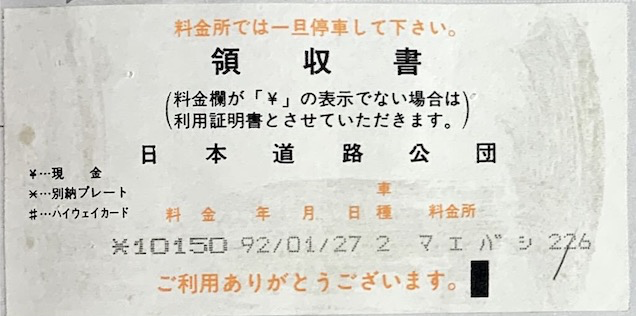 料金所では一旦停車して下さい。
領収書
(料金欄が「¥」の表示でない場合は
利用証明書とさせていただきます。)
日本道路公団
¥…現金
*…別納プレート
#…ハイウェイカード
料金 年 月 日 車種 料金所
*10150 92/01/27 2 マエバシ 226
ご利用ありがとうございます。